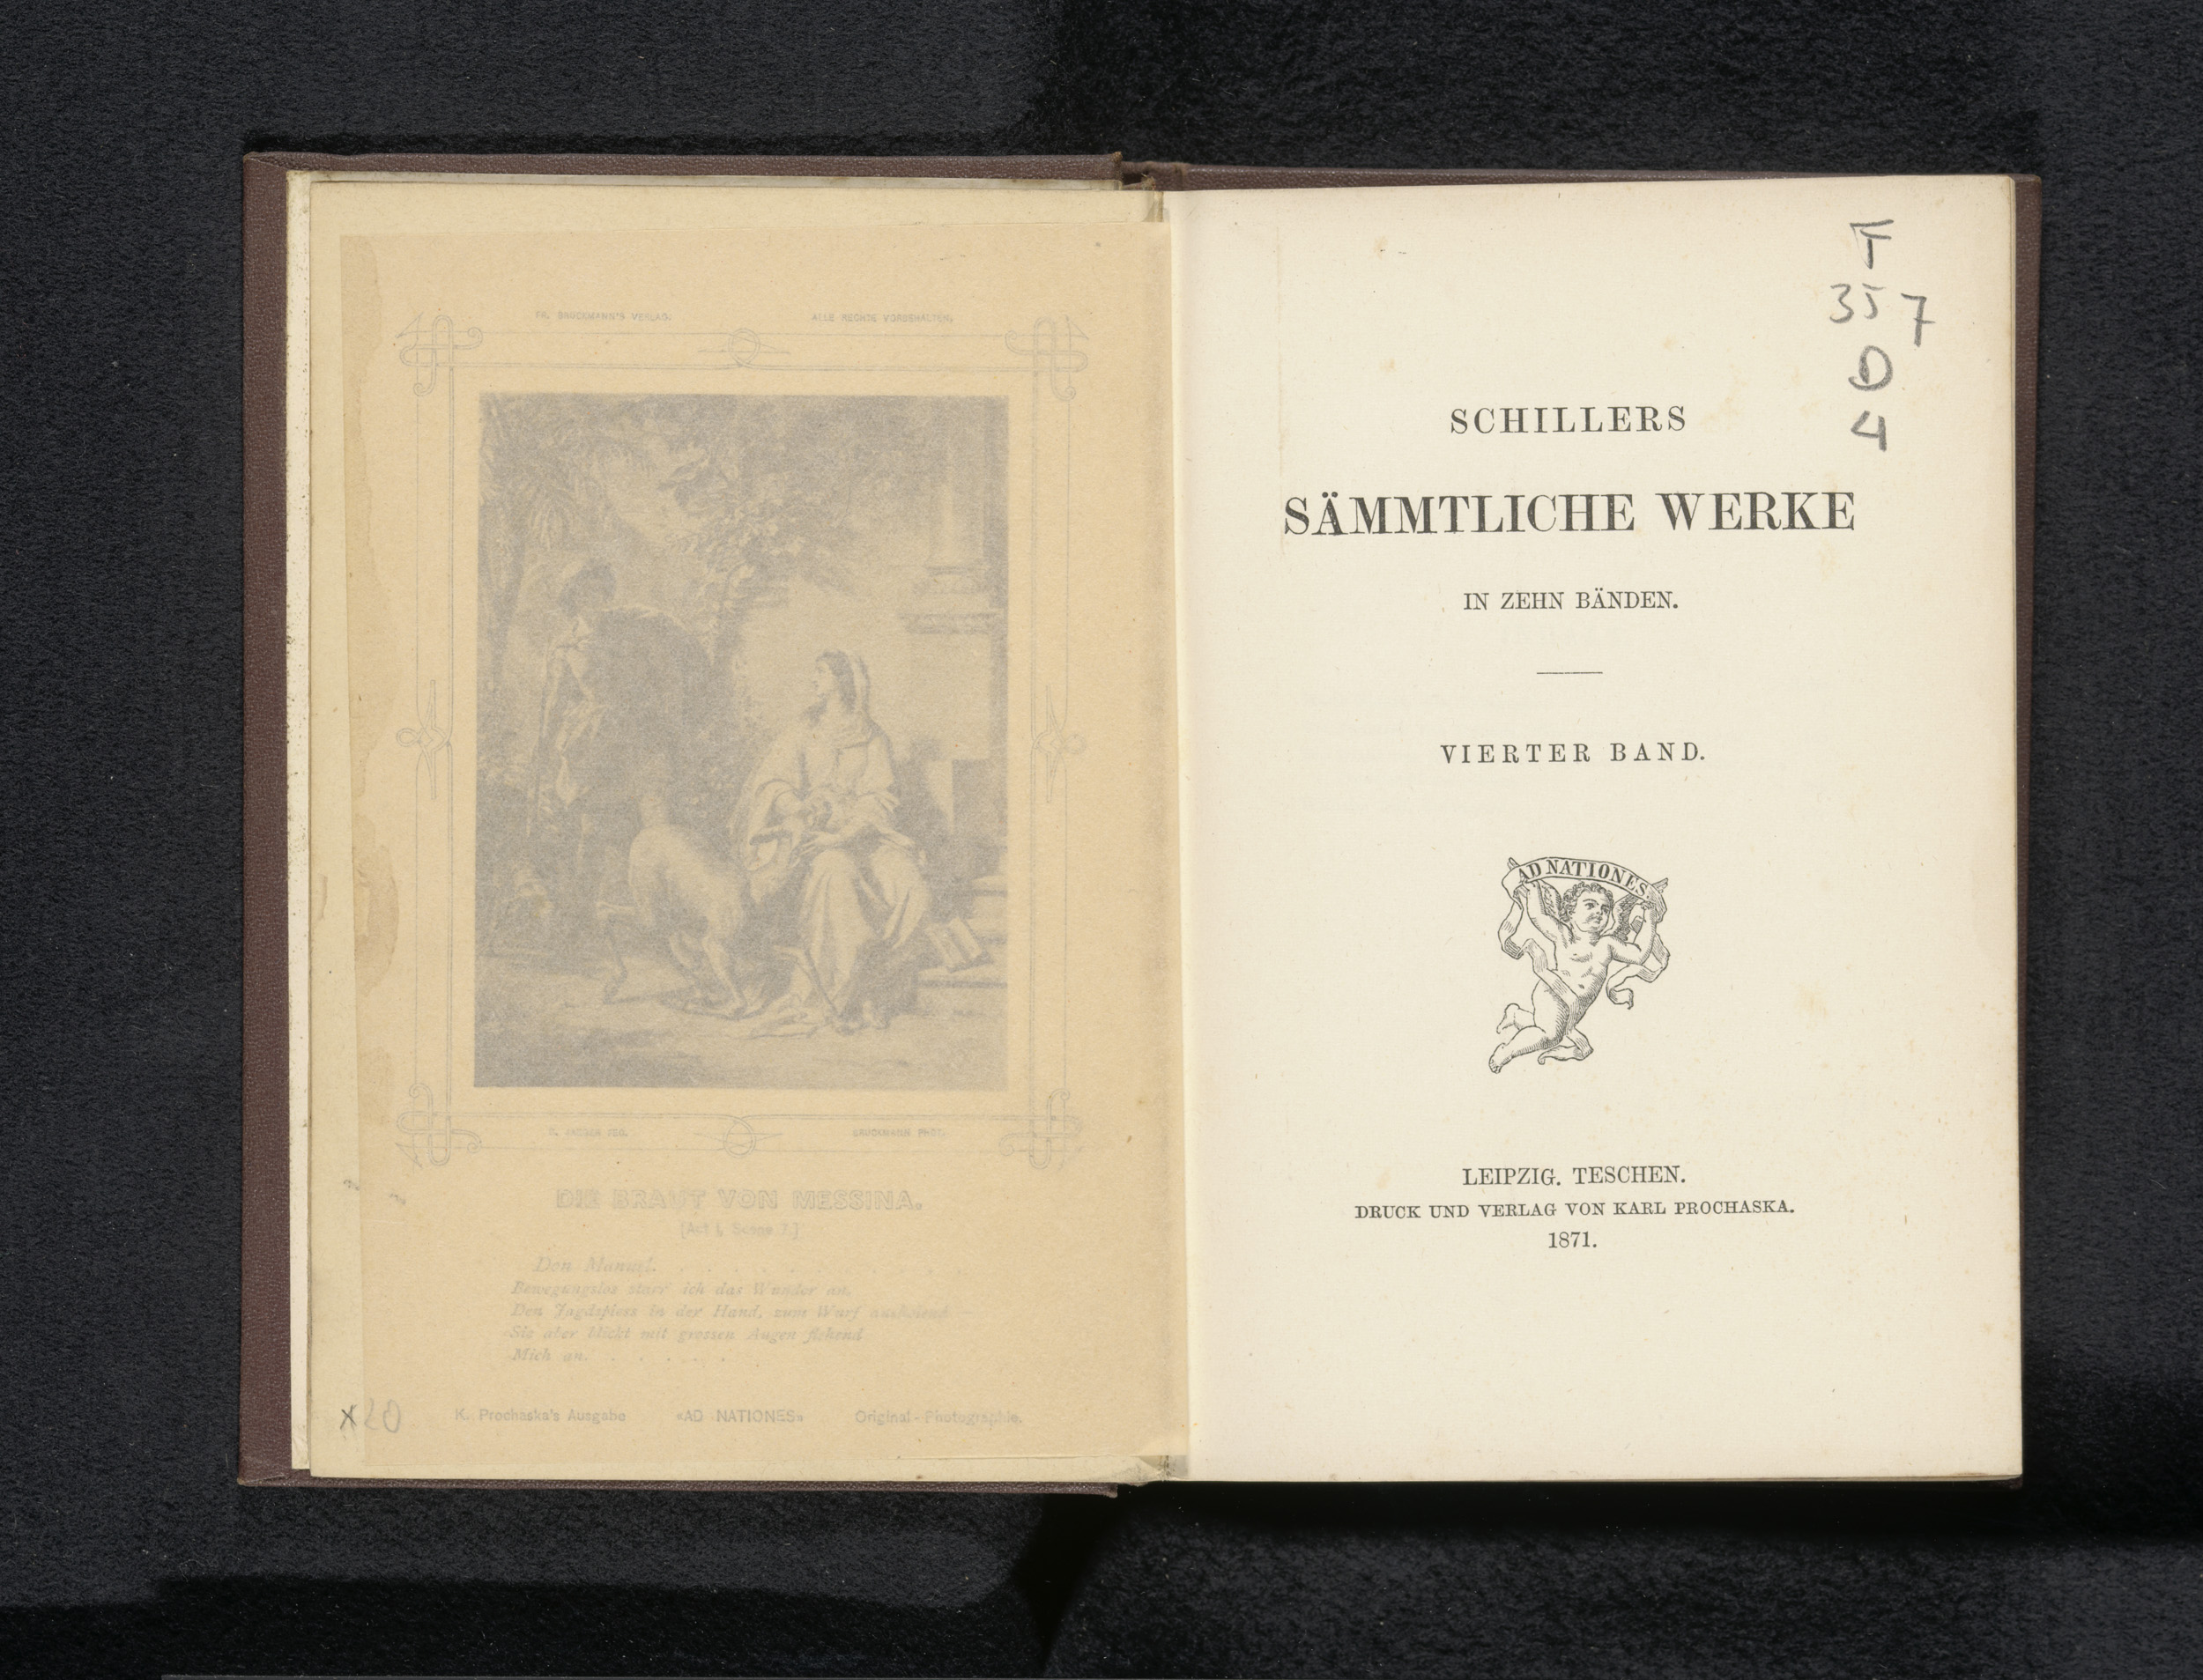 FR. BRUCKMANN'S VERLAG. ALLE RECHTE VORBEHALTEN.
BRUCKMANN PHOT.
DIE BRAUT VON MESSINA.
[Act I, Scene 7.]
Don Manuel. . . . . . . . .
Bewegungslos starr' ich das Wunder an,
Den Jagdspiess in der Hand, zum Wurf ausholend
Sie aber blickt mit grossen Augen flehend
Mich an. . . . . . .
K. Prochaska's Ausgabe «AD NATIONES» Original-Photographie.
F
357
D
4
SCHILLERS
SÄMMTLICHE WERKE
IN ZEHN BÄNDEN.
VIERTER BAND.
AD NATIONES
LEIPZIG. TESCHEN.
DRUCK UND VERLAG VON KARL PROCHASKA.
1871.